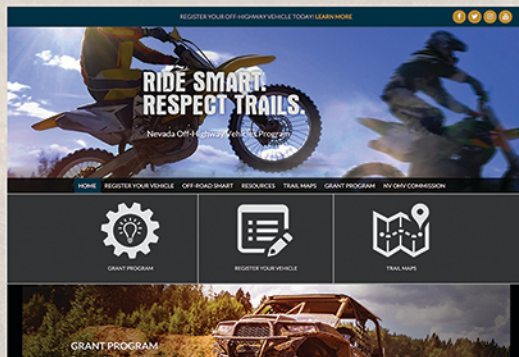 REGISTER YOUR OFF-HIGHWAY VEHICLE TODAY! LEARN MORE
RIDE SMART.
RESPECT TRAILS.
Nevada Off-Highway Vehicles Program
HOME REGISTER YOUR VEHICLE OFF-ROAD SMART RESOURCES TRAIL MAPS GRANT PROGRAM NV OHV COMMISSION
GRANT PROGRAM REGISTER YOUR VEHICLE TRAIL MAPS
GRANT PROGRAM